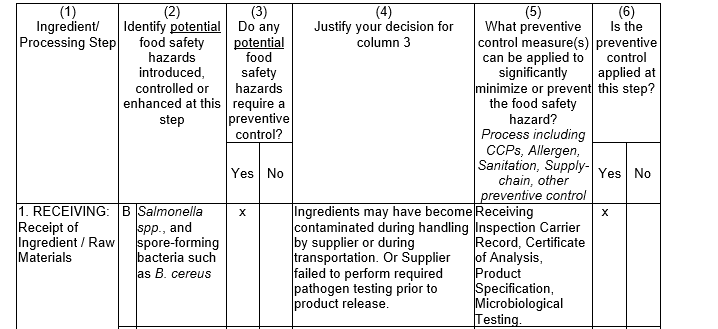 (1)
Ingredient/
Processing Step
(2)
Identify potential
food safety
hazards
introduced,
controlled or
enhanced at this
step
(3)
Do any
potential
food
safety
hazards
require a
preventive
control?
Yes
No
(4)
Justify your decision for
column 3
(5)
What preventive
control measure(s)
can be applied to
significantly
minimize or prevent
the food safety
hazard?
Process including
CCPs, Allergen,
Sanitation, Supply-
chain, other
preventive control
(6)
Is the
preventive
control
applied at
this step?
Yes
No
1. RECEIVING:
Receipt of
Ingredient / Raw
Materials
B
Salmonella
spp., and
spore-forming
bacteria such
as B. cereus
x
Ingredients may have become
contaminated during handling
by supplier or during
transportation. Or Supplier
failed to perform required
pathogen testing prior to
product release.
Receiving
Inspection Carrier
Record, Certificate
of Analysis,
Product
Specification,
Microbiological
Testing.
x